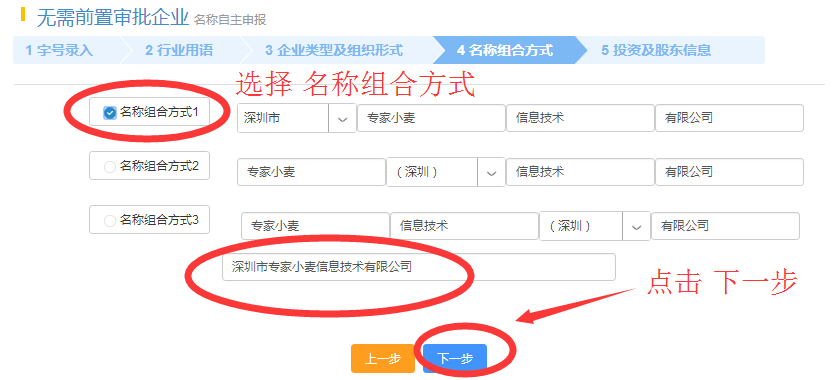 无需前置审批企业 名称自主申报
1 字号录入 2 行业用语 3 企业类型及组织形式 4 名称组合方式 5 投资及股东信息
选择 名称组合方式
名称组合方式1 深圳市 专家小麦 信息技术 有限公司
名称组合方式2 专家小麦 （深圳） 信息技术 有限公司
名称组合方式3 专家小麦 信息技术 （深圳） 有限公司
深圳市专家小麦信息技术有限公司
点击 下一步
上一步 下一步